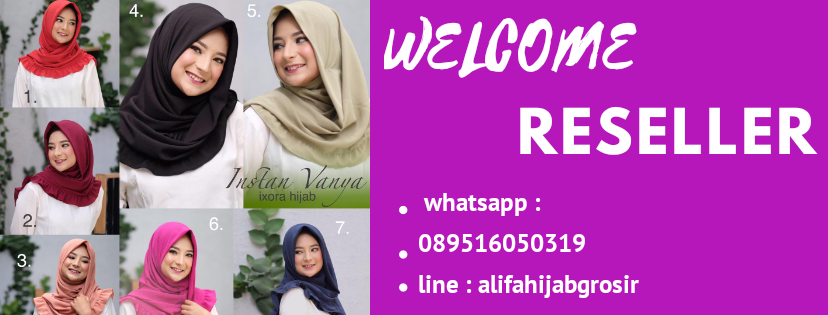 4.
5.
1.
Instan Vanya
ixora hijab
2.
6.
7.
3.
WELCOME
RESELLER
• whatsapp :
• 089516050319
• line : alifahijabgrosir